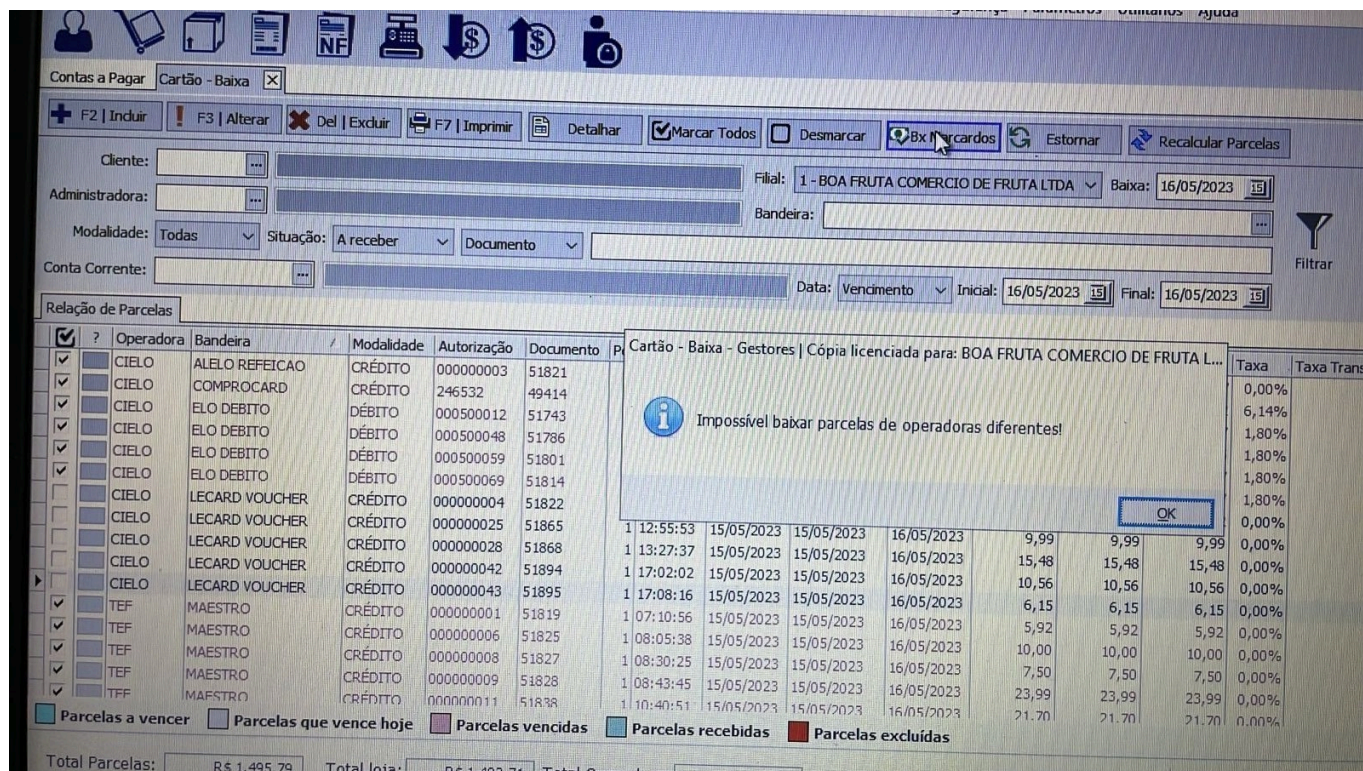 NF
Contas a Pagar Cartão - Baixa
F2 | Incluir F3 | Alterar Del | Excluir F7 | Imprimir Detalhar Marcar Todos Desmarcar Bx Marcardos Estornar Recalcular Parcelas
Cliente: Filial: 1 - BOA FRUTA COMERCIO DE FRUTA LTDA Baixa: 16/05/2023 15
Administradora: Bandeira:
Modalidade: Todas Situação: A receber Documento Filtrar
Conta Corrente: Data: Vencimento Inicial: 16/05/2023 15 Final: 16/05/2023 15
Relação de Parcelas
? Operadora Bandeira Modalidade Autorização Documento Taxa Taxa Trans
Cartão - Baixa - Gestores | Cópia licenciada para: BOA FRUTA COMERCIO DE FRUTA L...
Impossível baixar parcelas de operadoras diferentes!
OK
CIELO ALELO REFEICAO CRÉDITO 000000003 51821 0,00%
CIELO COMPROCARD CRÉDITO 246532 49414 6,14%
CIELO ELO DEBITO DÉBITO 000500012 51743 1,80%
CIELO ELO DEBITO DÉBITO 000500048 51786 1,80%
CIELO ELO DEBITO DÉBITO 000500059 51801 1,80%
CIELO ELO DEBITO DÉBITO 000500069 51814 1,80%
CIELO LECARD VOUCHER CRÉDITO 000000004 51822 1 12:55:53 15/05/2023 15/05/2023 16/05/2023 9,99 9,99 9,99 0,00%
CIELO LECARD VOUCHER CRÉDITO 000000025 51865 1 13:27:37 15/05/2023 15/05/2023 16/05/2023 15,48 15,48 15,48 0,00%
CIELO LECARD VOUCHER CRÉDITO 000000028 51868 1 17:02:02 15/05/2023 15/05/2023 16/05/2023 10,56 10,56 10,56 0,00%
CIELO LECARD VOUCHER CRÉDITO 000000042 51894 1 17:08:16 15/05/2023 15/05/2023 16/05/2023 6,15 6,15 6,15 0,00%
CIELO LECARD VOUCHER CRÉDITO 000000043 51895 1 07:10:56 15/05/2023 15/05/2023 16/05/2023 5,92 5,92 5,92 0,00%
TEF MAESTRO CRÉDITO 000000001 51819 1 08:05:38 15/05/2023 15/05/2023 16/05/2023 10,00 10,00 10,00 0,00%
TEF MAESTRO CRÉDITO 000000006 51825 1 08:30:25 15/05/2023 15/05/2023 16/05/2023 7,50 7,50 7,50 0,00%
TEF MAESTRO CRÉDITO 000000008 51827 1 08:43:45 15/05/2023 15/05/2023 16/05/2023 23,99 23,99 23,99 0,00%
TEF MAESTRO CRÉDITO 000000009 51828 1 10:40:51 15/05/2023 15/05/2023 16/05/2023 21,70 21,70 21,70 0,00%
TEF MAESTRO CRÉDITO 000000011 51838
Parcelas a vencer Parcelas que vence hoje Parcelas vencidas Parcelas recebidas Parcelas excluídas
Total Parcelas: R$ 1.495,79 Total loja: